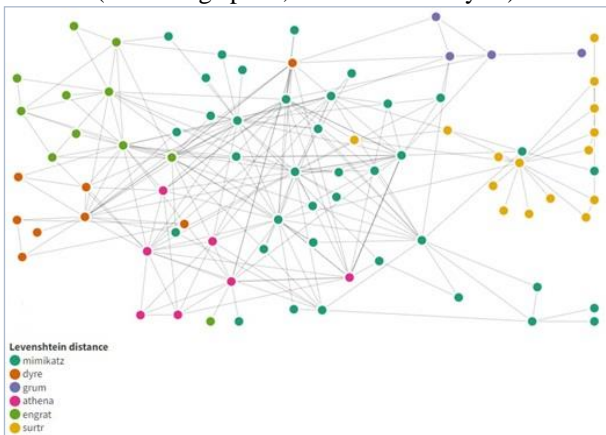 Levenshtein distance
mimikatz
dyre
grum
athena
engrat
surtr